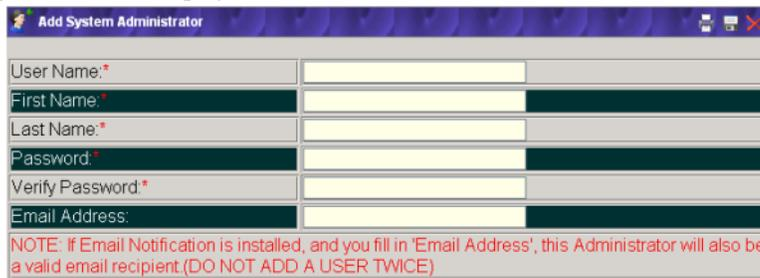 Add System Administrator
User Name:*
First Name:*
Last Name:*
Password:*
Verify Password:*
Email Address:
NOTE: If Email Notification is installed, and you fill in 'Email Address', this Administrator will also be
a valid email recipient.(DO NOT ADD A USER TWICE)